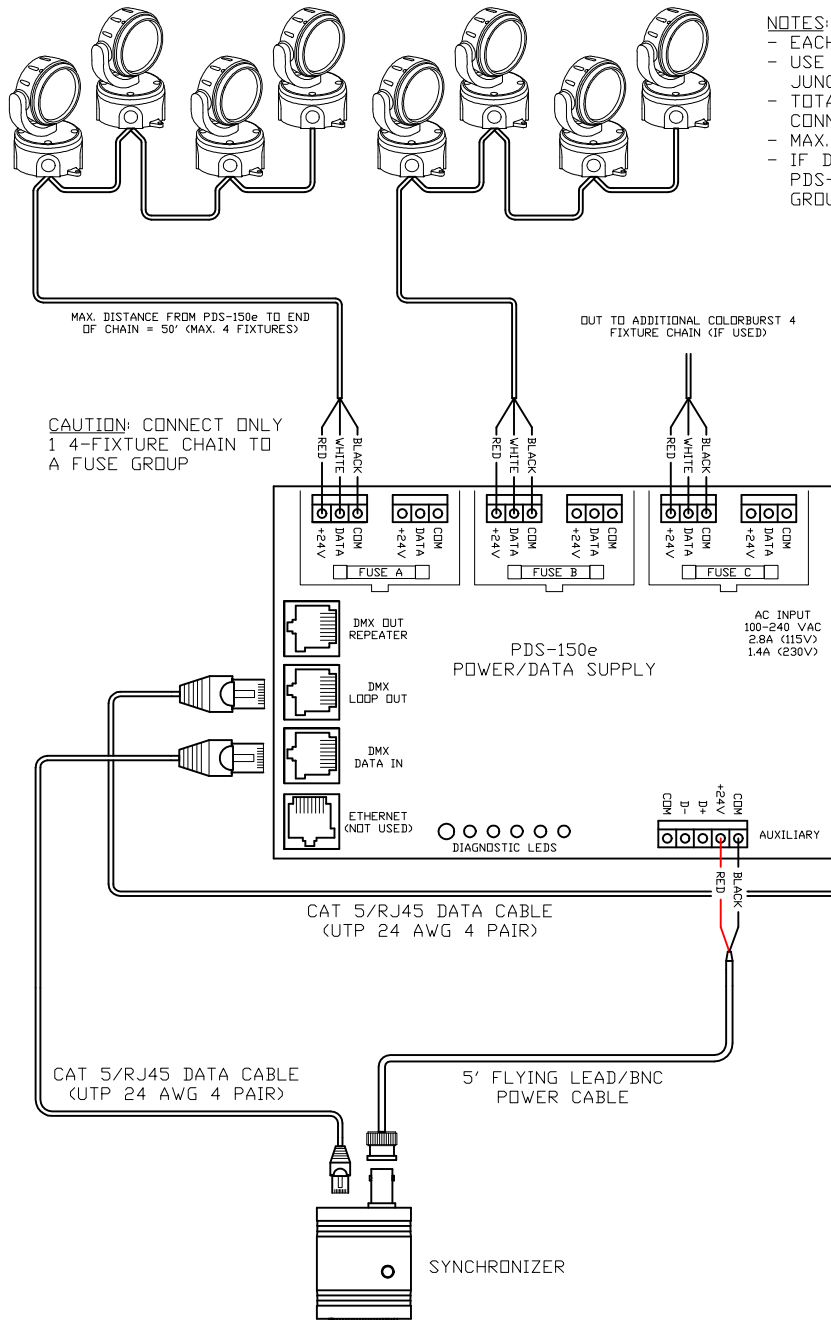 NOTES:
- EACH
- USE
JUNC
- TOTA
CONN
- MAX.
- IF D
PDS-
GROU
MAX. DISTANCE FROM PDS-150e TO END
OF CHAIN = 50' (MAX. 4 FIXTURES)
OUT TO ADDITIONAL COLORBURST 4
FIXTURE CHAIN (IF USED)
CAUTION: CONNECT ONLY
1 4-FIXTURE CHAIN TO
A FUSE GROUP
RED
WHITE
BLACK
RED
WHITE
BLACK
RED
WHITE
BLACK
+24V
DATA
COM
+24V
DATA
COM
+24V
DATA
COM
+24V
DATA
COM
+24V
DATA
COM
+24V
DATA
COM
FUSE A
FUSE B
FUSE C
DMX OUT
REPEATER
DMX
LOOP OUT
DMX
DATA IN
ETHERNET
(NOT USED)
PDS-150e
POWER/DATA SUPPLY
AC INPUT
100-240 VAC
2.8A (115V)
1.4A (230V)
DIAGNOSTIC LEDS
COM
D-
D+
+24V
COM
AUXILIARY
RED
BLACK
CAT 5/RJ45 DATA CABLE
(UTP 24 AWG 4 PAIR)
CAT 5/RJ45 DATA CABLE
(UTP 24 AWG 4 PAIR)
5' FLYING LEAD/BNC
POWER CABLE
SYNCHRONIZER